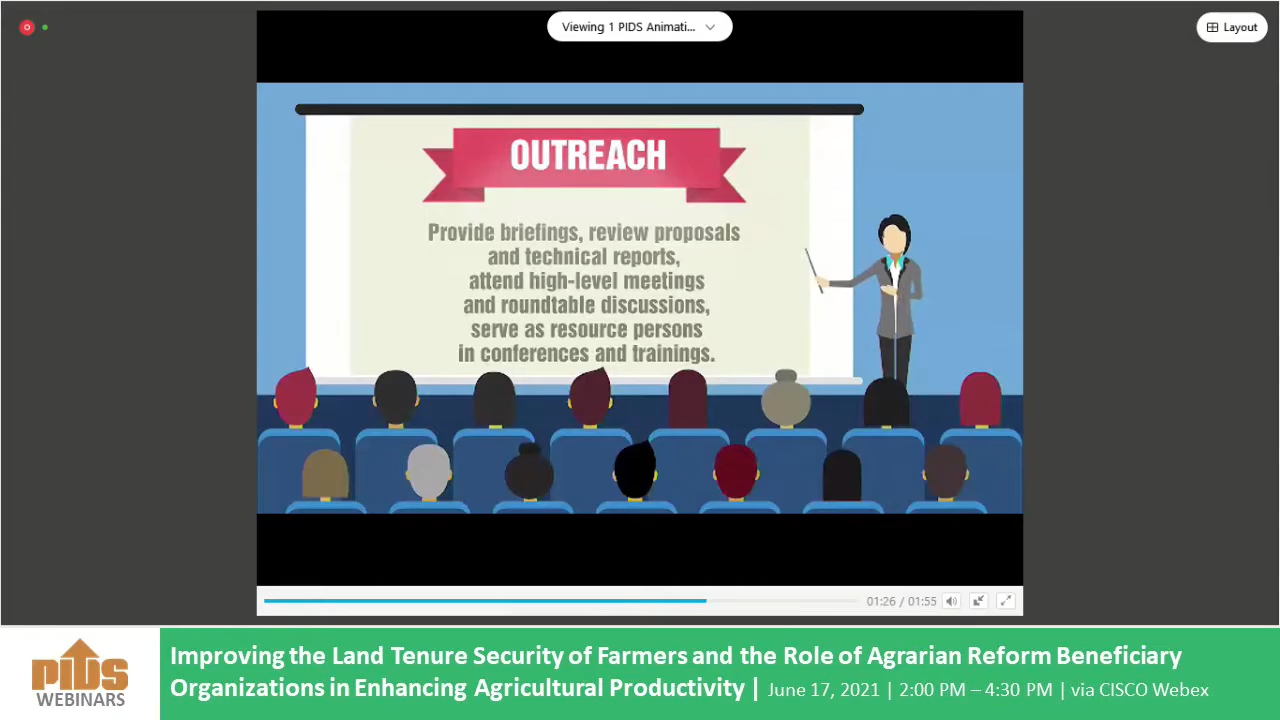 Viewing 1 PIDS Animati...
Layout
OUTREACH
Provide briefings, review proposals
and technical reports,
attend high-level meetings
and roundtable discussions,
serve as resource persons
in conferences and trainings.
01:26 / 01:55
PIDS
WEBINARS
Improving the Land Tenure Security of Farmers and the Role of Agrarian Reform Beneficiary
Organizations in Enhancing Agricultural Productivity | June 17, 2021 | 2:00 PM – 4:30 PM | via CISCO Webex